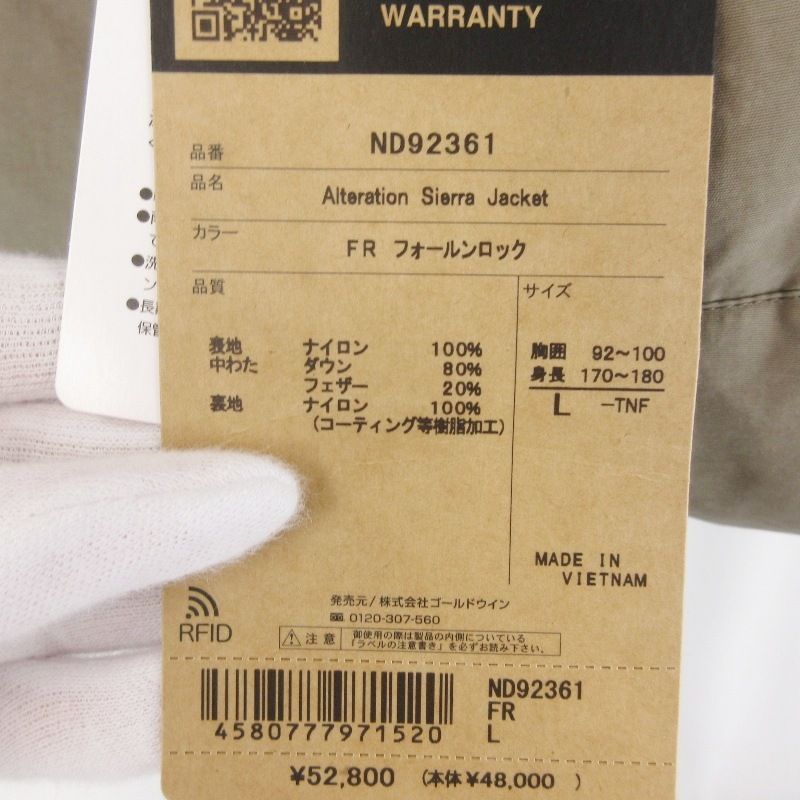 WARRANTY
品番 ND92361
品名 Alteration Sierra Jacket
カラー FR フォールンロック
品質
表地 ナイロン 100%
中わた ダウン 80%
フェザー 20%
裏地 ナイロン 100%
(コーティング等樹脂加工)
サイズ
胸囲 92~100
身長 170~180
L -TNF
MADE IN
VIETNAM
発売元/株式会社ゴールドウイン
0120-307-560
RFID
注意 御使用の際は製品の内側についている
「ラベルの注意書き」を必ずお読み下さい。
4580777971520
ND92361
FR
L
¥52,800 (本体¥48,000 )
●洗
●長
保管